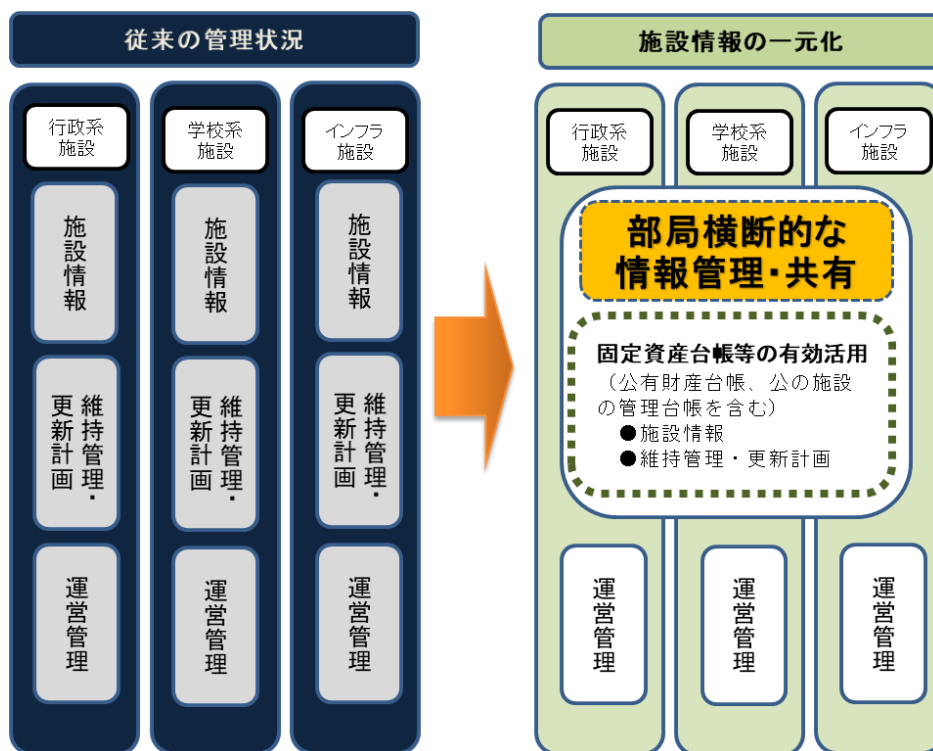 従来の管理状況
行政系
施設
学校系
施設
インフラ
施設
施設情報
施設情報
施設情報
維持管理・
更新計画
維持管理・
更新計画
維持管理・
更新計画
運営管理
運営管理
運営管理
施設情報の一元化
行政系
施設
学校系
施設
インフラ
施設
部局横断的な
情報管理・共有
固定資産台帳等の有効活用
（公有財産台帳、公の施設
の管理台帳を含む）
●施設情報
●維持管理・更新計画
運営管理
運営管理
運営管理